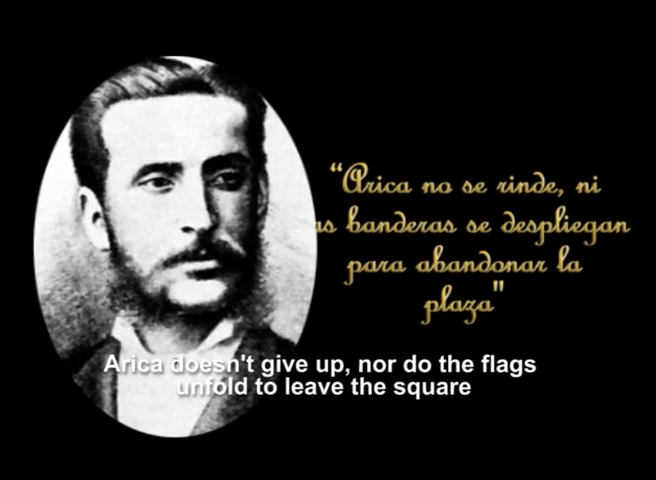 “Arica no se rinde, ni
as banderas se despliegan
para abandonar la
plaza"
Arica doesn't give up, nor do the flags
unfold to leave the square